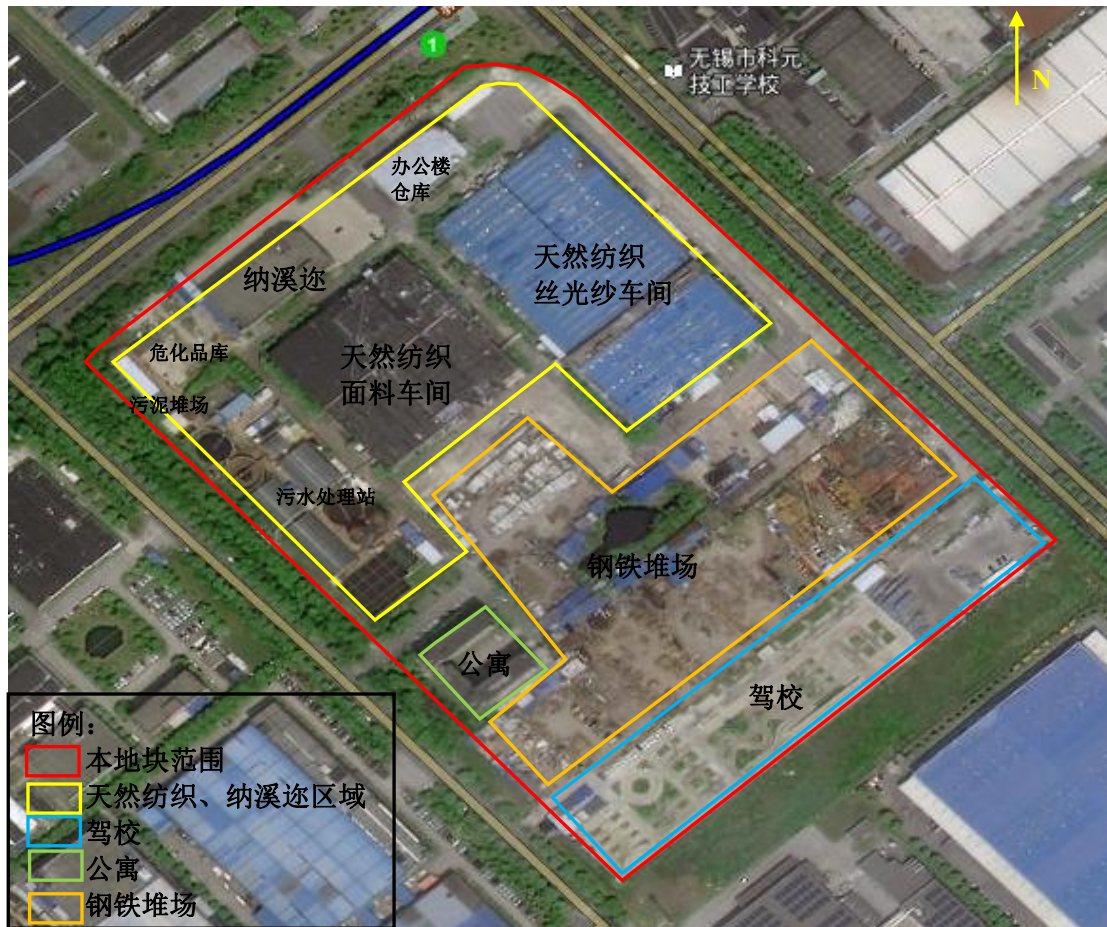 1
无锡市科元
技工学校
N
办公楼
仓库
天然纺织
丝光纱车间
纳溪迩
危化品库
天然纺织
面料车间
污泥堆场
污水处理站
钢铁堆场
公寓
驾校
图例：
本地块范围
天然纺织、纳溪迩区域
驾校
公寓
钢铁堆场